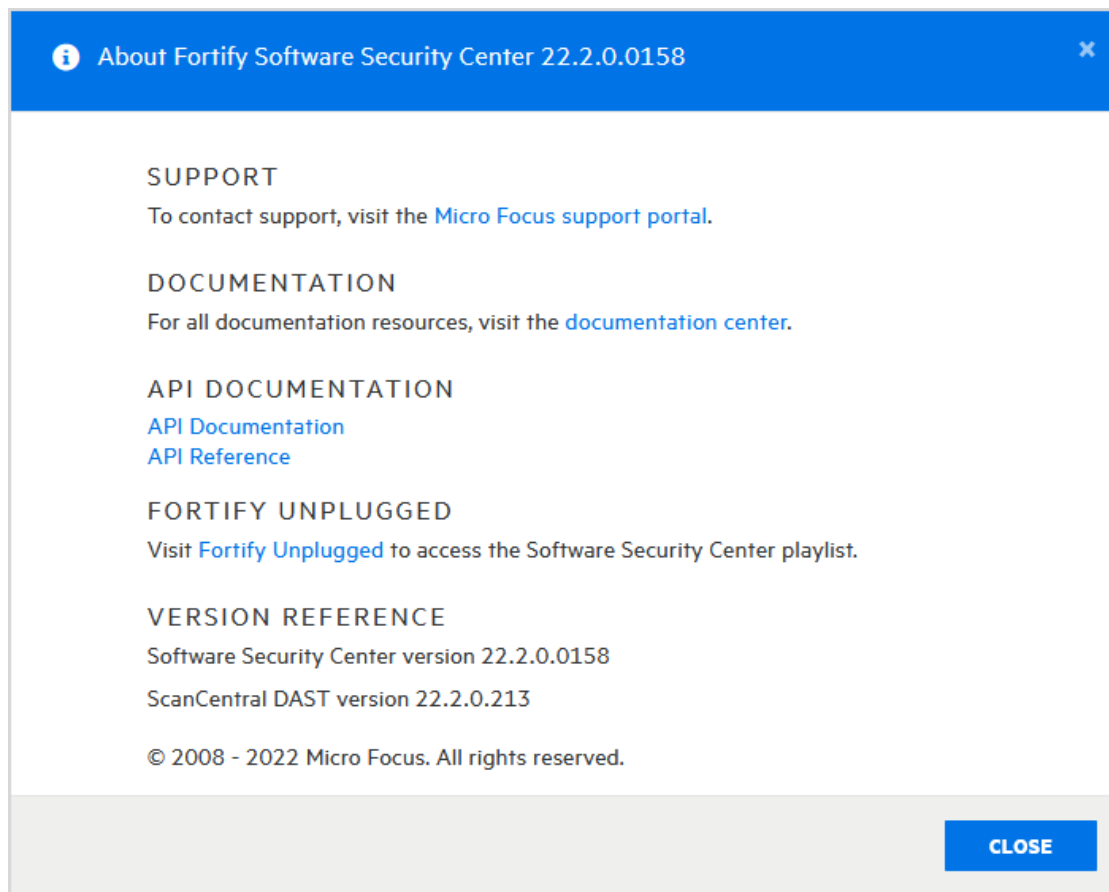 About Fortify Software Security Center 22.2.0.0158
SUPPORT
To contact support, visit the Micro Focus support portal.
DOCUMENTATION
For all documentation resources, visit the documentation center.
API DOCUMENTATION
API Documentation
API Reference
FORTIFY UNPLUGGED
Visit Fortify Unplugged to access the Software Security Center playlist.
VERSION REFERENCE
Software Security Center version 22.2.0.0158
ScanCentral DAST version 22.2.0.213
© 2008 - 2022 Micro Focus. All rights reserved.
CLOSE